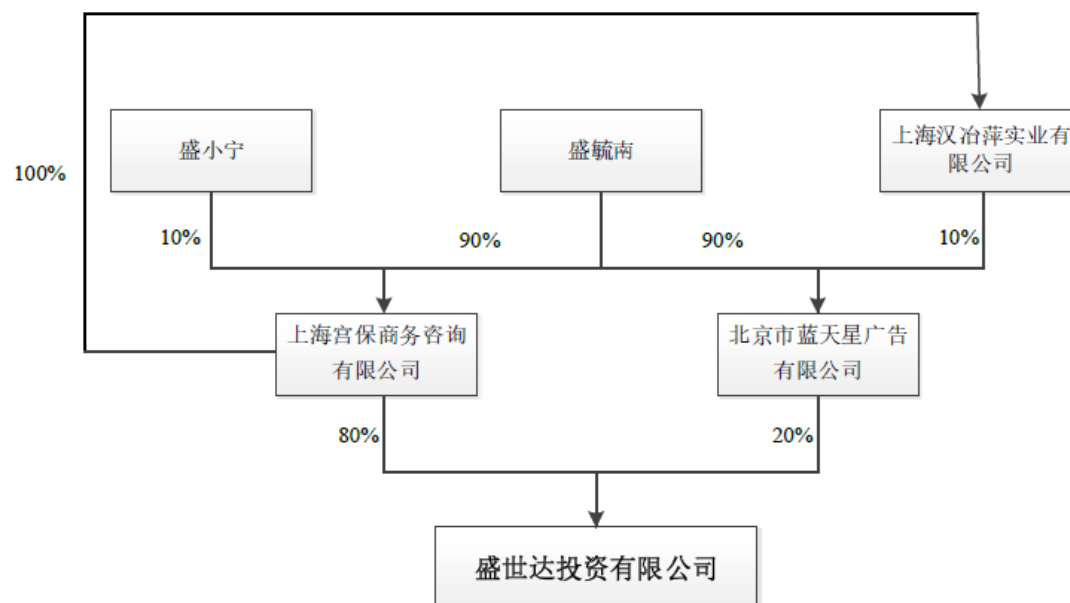 盛小宁
盛毓南
上海汉冶萍实业有
限公司
100%
10%
90%
90%
10%
上海宫保商务咨询
有限公司
北京市蓝天星广告
有限公司
80%
20%
盛世达投资有限公司